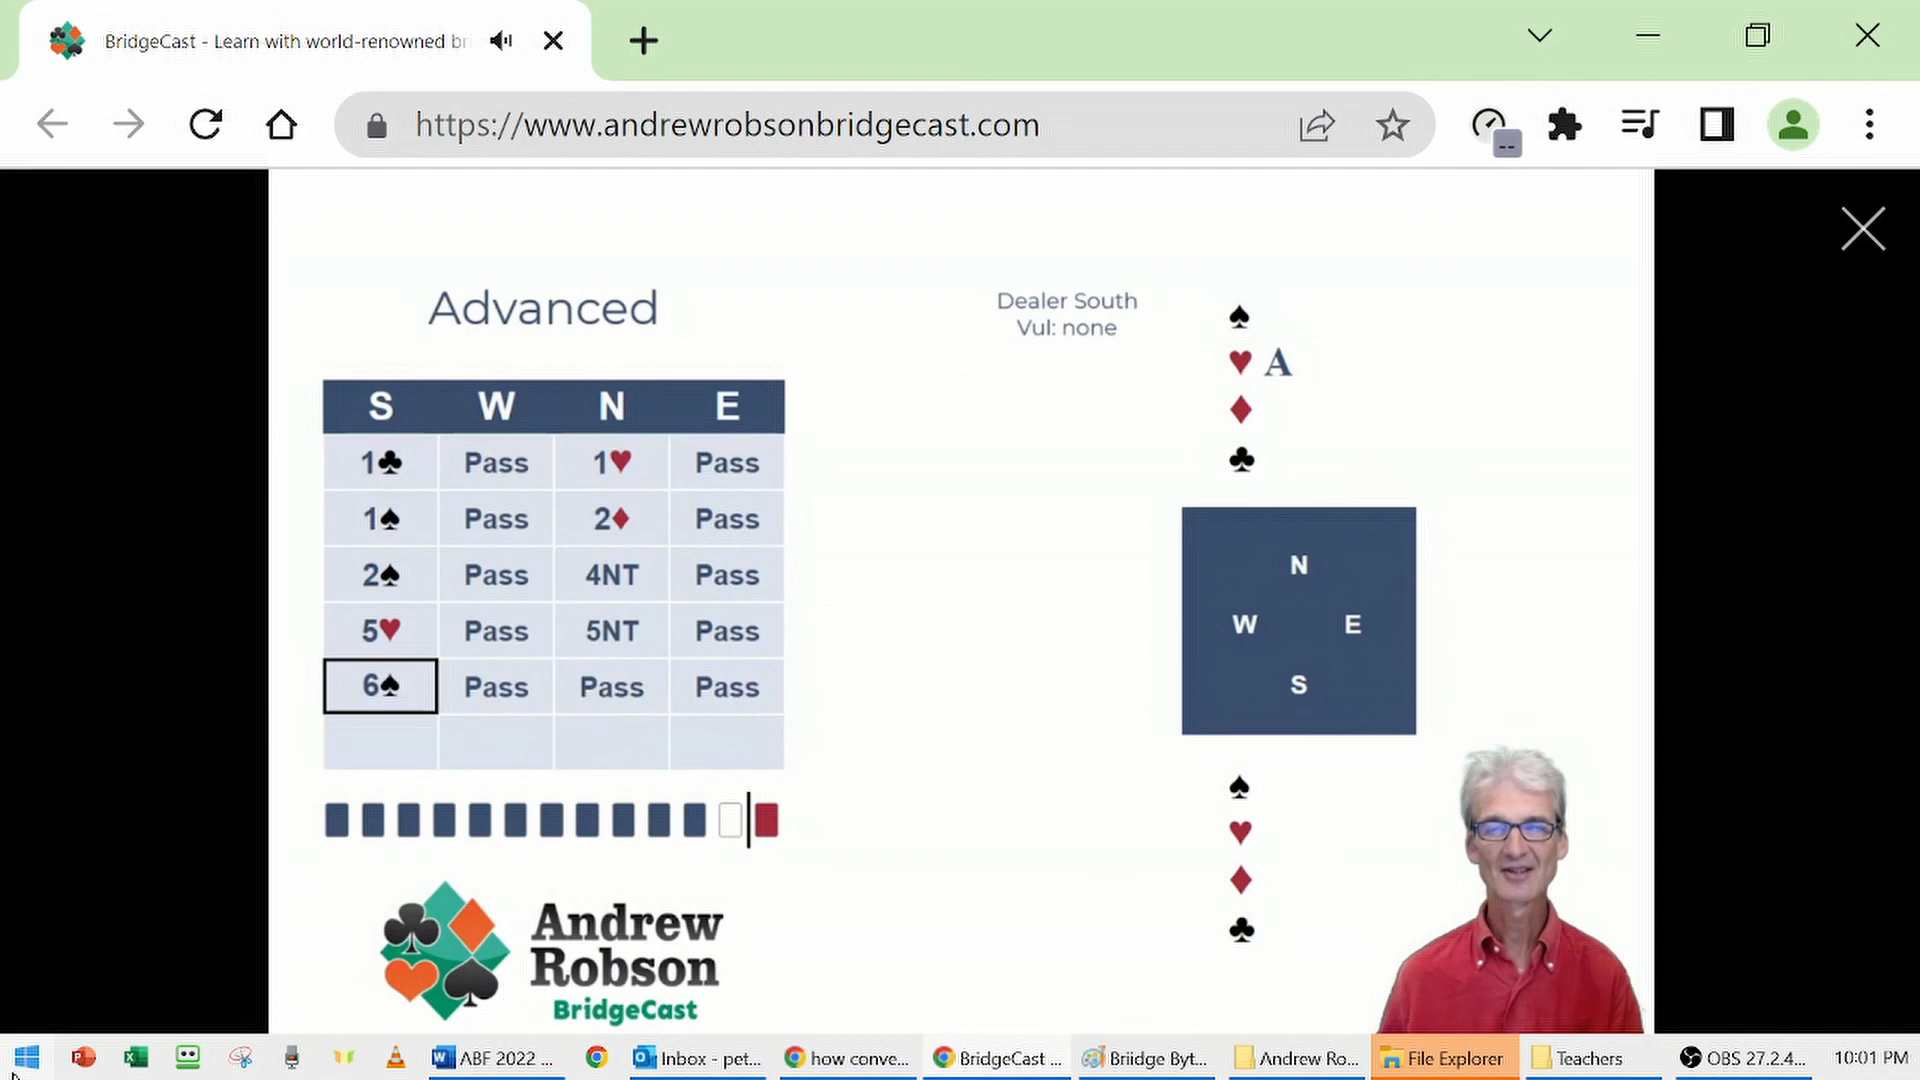 BridgeCast - Learn with world-renowned br
https://www.andrewrobsonbridgecast.com
--
Advanced
Dealer South
Vul: none
♠
♥ A
♦
♣
S W N E
1♣ Pass 1♥ Pass
1♠ Pass 2♦ Pass
2♠ Pass 4NT Pass
5♥ Pass 5NT Pass
6♠ Pass Pass Pass
N
W E
S
♠
♥
♦
♣
Andrew
Robson
BridgeCast
ABF 2022 ...
Inbox - pet...
how conve...
BridgeCast ...
Briidge Byt...
Andrew Ro...
File Explorer
Teachers
OBS 27.2.4...
10:01 PM